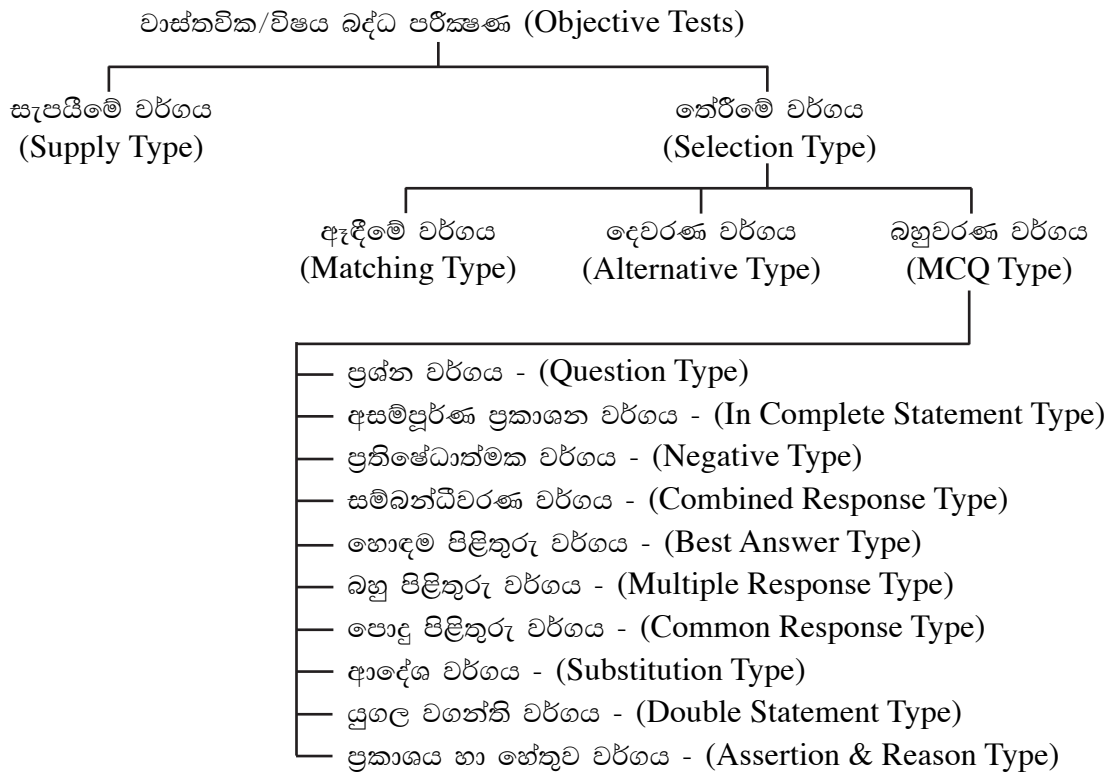 වාස්තවික/විෂය බද්ධ පරීක්‍ෂණ (Objective Tests)
සැපයීමේ වර්ගය
(Supply Type)
තේරීමේ වර්ගය
(Selection Type)
ඈඳීමේ වර්ගය
(Matching Type)
දෙවරණ වර්ගය
(Alternative Type)
බහුවරණ වර්ගය
(MCQ Type)
ප්‍රශ්න වර්ගය - (Question Type)
අසම්පූර්ණ ප්‍රකාශන වර්ගය - (In Complete Statement Type)
ප්‍රතිෂේධාත්මක වර්ගය - (Negative Type)
සම්බන්ධීවරණ වර්ගය - (Combined Response Type)
හොඳම පිළිතුරු වර්ගය - (Best Answer Type)
බහු පිළිතුරු වර්ගය - (Multiple Response Type)
පොදු පිළිතුරු වර්ගය - (Common Response Type)
ආදේශ වර්ගය - (Substitution Type)
යුගල වගන්ති වර්ගය - (Double Statement Type)
ප්‍රකාශය හා හේතුව වර්ගය - (Assertion & Reason Type)